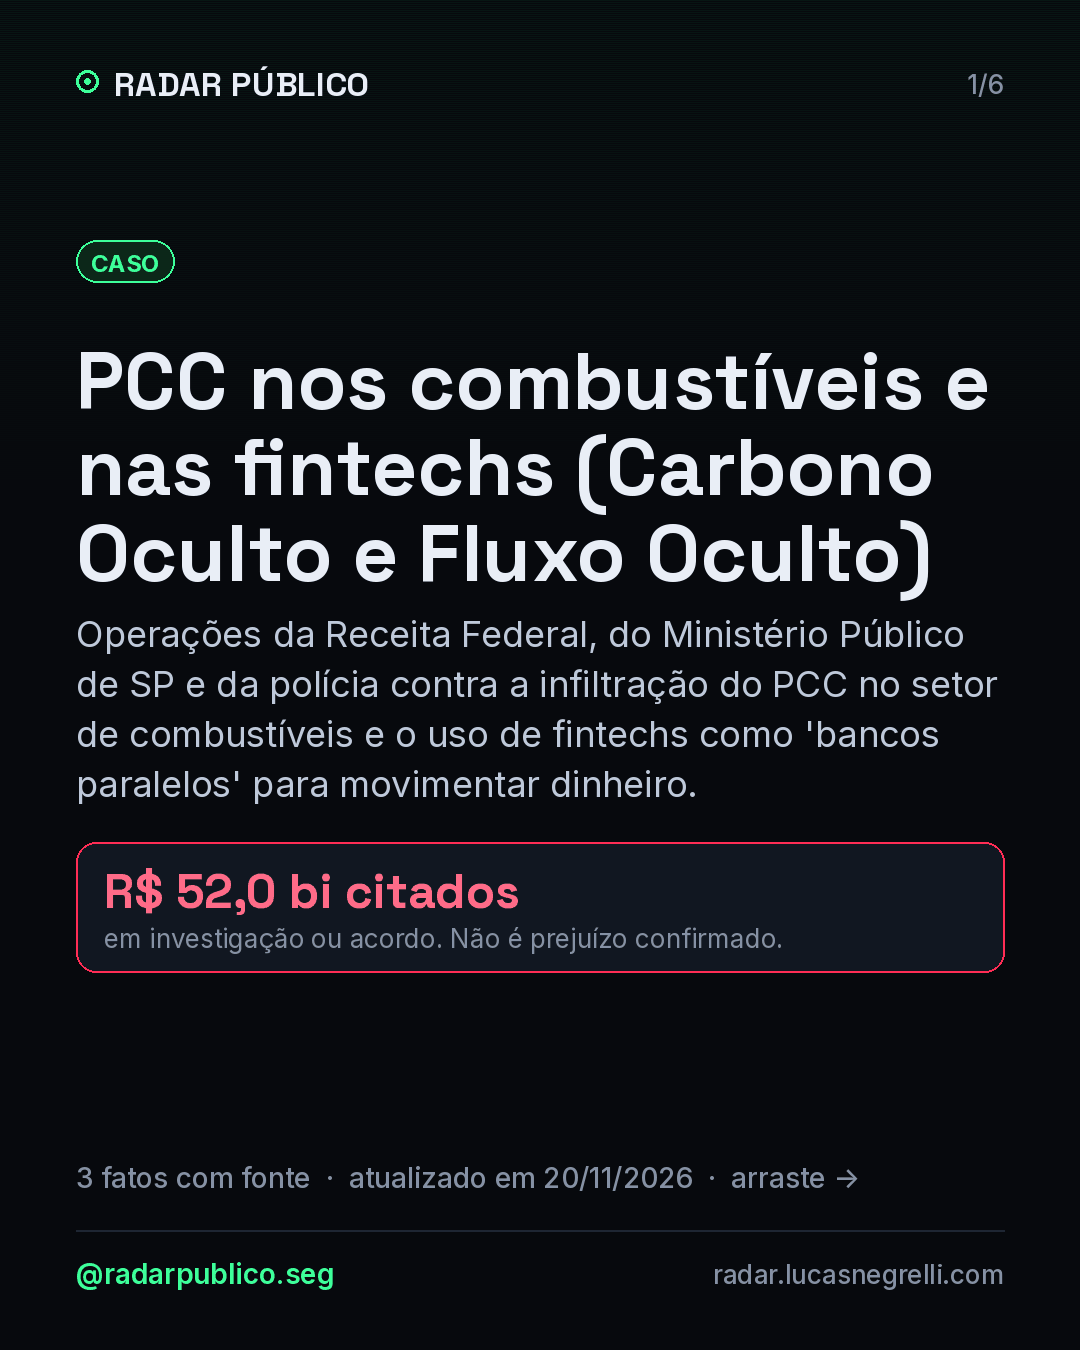 RADAR PÚBLICO
1/6
CASO
PCC nos combustíveis e
nas fintechs (Carbono
Oculto e Fluxo Oculto)
Operações da Receita Federal, do Ministério Público
de SP e da polícia contra a infiltração do PCC no setor
de combustíveis e o uso de fintechs como 'bancos
paralelos' para movimentar dinheiro.
R$ 52,0 bi citados
em investigação ou acordo. Não é prejuízo confirmado.
3 fatos com fonte · atualizado em 20/11/2026 · arraste →
@radarpublico.seg
radar.lucasnegrelli.com